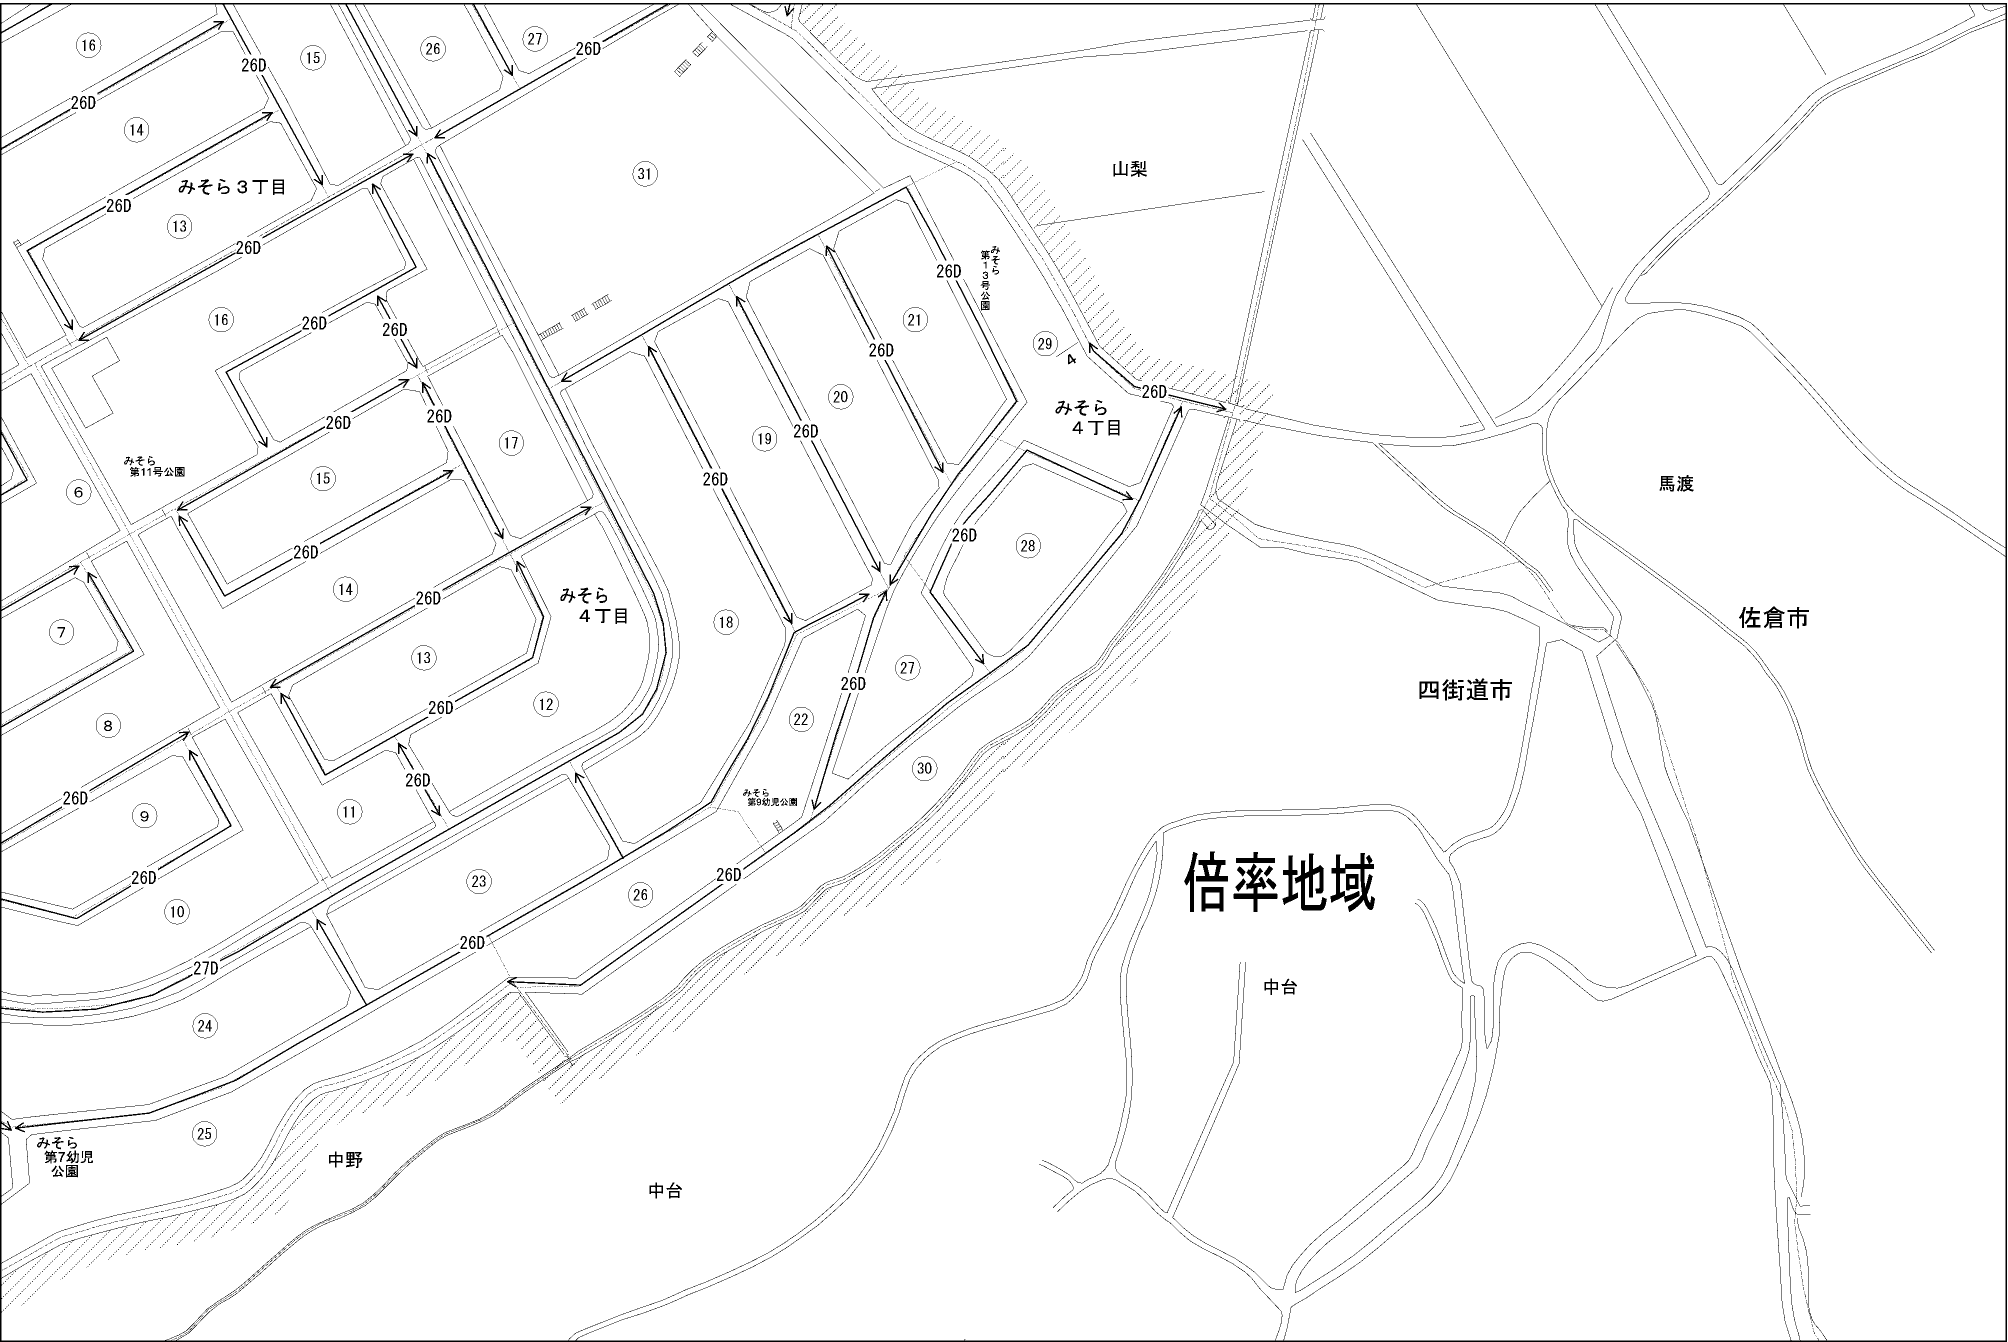 16
15
26
27
26D
26D
26D
14
みそら3丁目
26D
13
26D
31
山梨
16
26D
26D
みそら
第13号公園
26D
21
26D
29
4
26D
みそら
4丁目
20
19
26D
26D
26D
17
みそら
第11号公園
15
6
26D
26D
馬渡
26D
28
14
26D
みそら
4丁目
18
佐倉市
7
13
27
26D
四街道市
26D
12
22
8
26D
30
26D
みそら
第9幼児公園
9
11
倍率地域
26D
23
26D
26
10
26D
27D
24
中台
25
みそら
第7幼児
公園
中野
中台